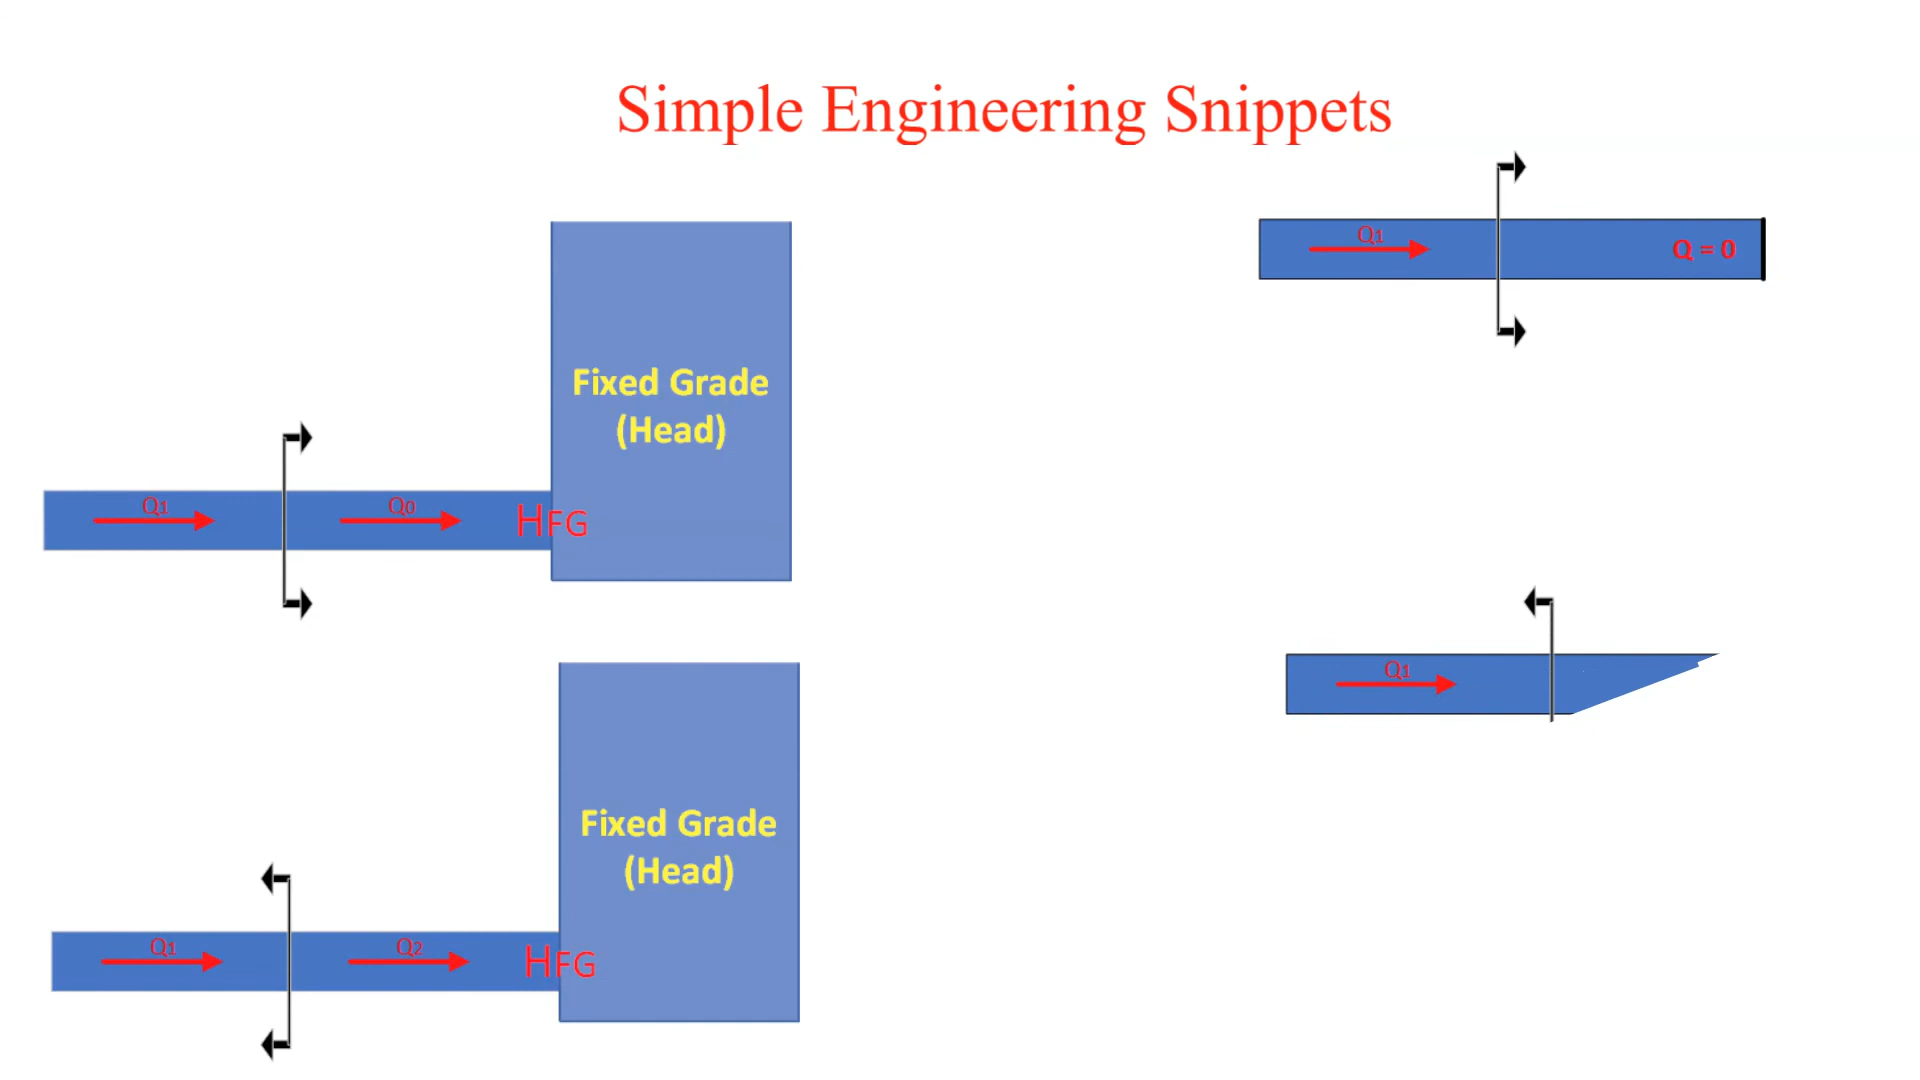 Simple Engineering Snippets
Q1
Q = 0
Fixed Grade
(Head)
Q1
Q0
HFG
Q1
Fixed Grade
(Head)
Q1
Q2
HFG